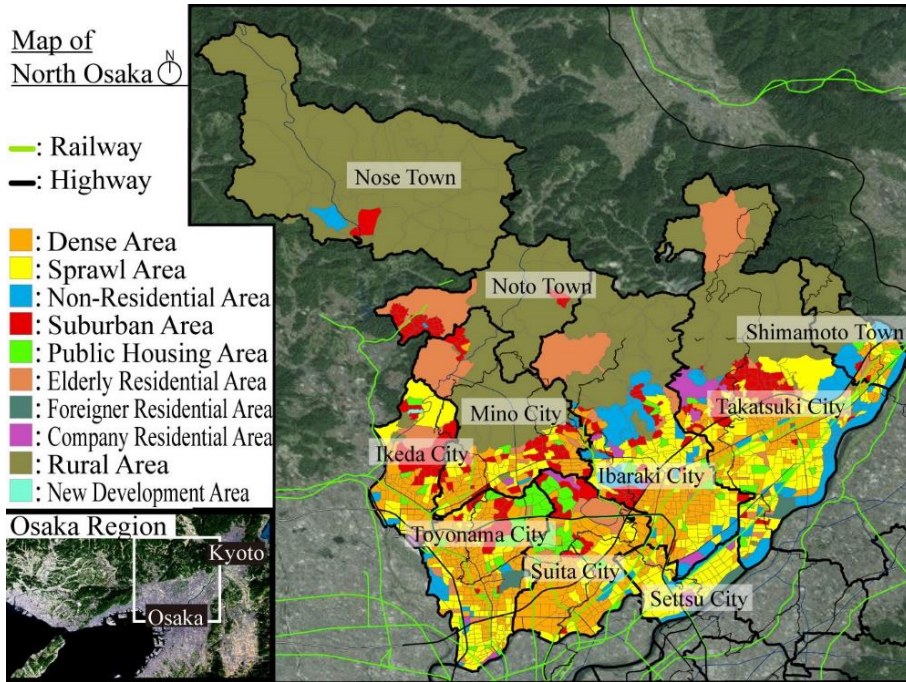 Map of
North Osaka
N
: Railway
: Highway
: Dense Area
: Sprawl Area
: Non-Residential Area
: Suburban Area
: Public Housing Area
: Elderly Residential Area
: Foreigner Residential Area
: Company Residential Area
: Rural Area
: New Development Area
Osaka Region
Kyoto
Osaka
Nose Town
Noto Town
Shimamoto Town
Mino City
Takatsuki City
Ikeda City
Ibaraki City
Toyonama City
Suita City
Settsu City